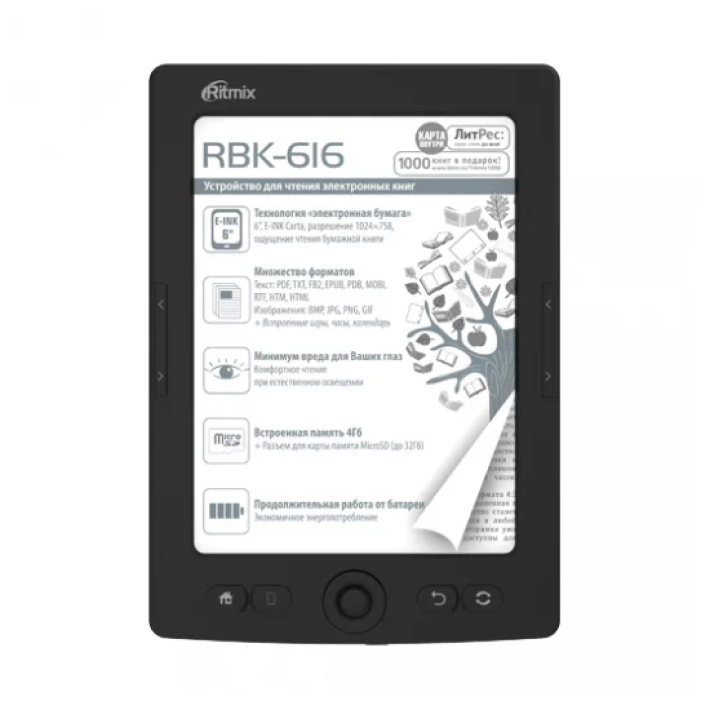 Ritmix
RBK-616
КАРТА ВНУТРИ
ЛитРес:
1000 книг в подарок!
Устройство для чтения электронных книг
E-INK
6"
Технология «электронная бумага»
6", E-INK Carta, разрешение 1024×758,
ощущение чтения бумажной книги
Множество форматов
Текст: PDF, TXT, FB2, EPUB, PDB, MOBI,
RTF, HTM, HTML
Изображения: BMP, JPG, PNG, GIF
+ Встроенные игры, часы, календарь
Минимум вреда для Ваших глаз
Комфортное чтение
при естественном освещении
Micro
SD
Встроенная память 4Гб
+ Разъем для карты памяти MicroSD (до 32Гб)
Продолжительная работа от батареи
Экономичное энергопотребление